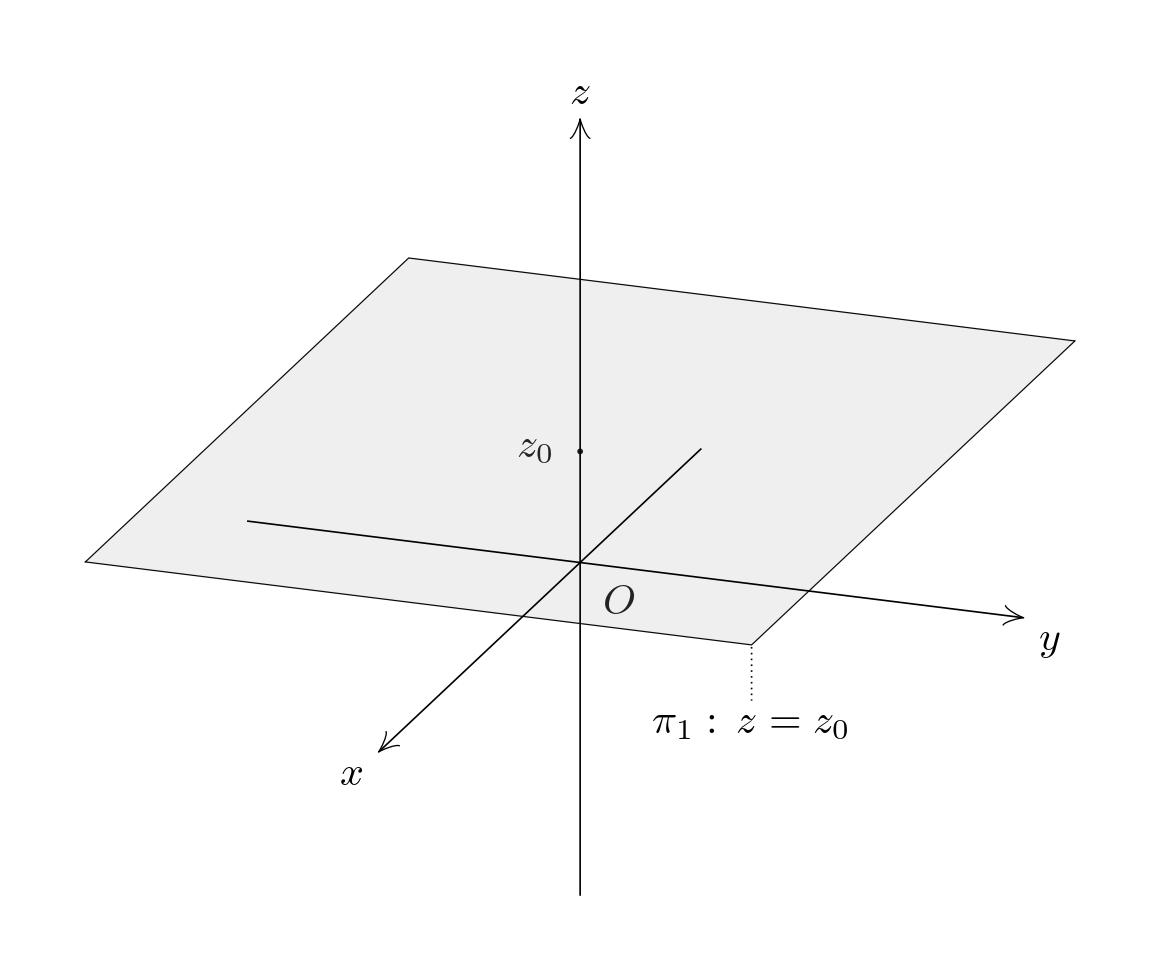 z
z₀
O
y
π₁ : z = z₀
x